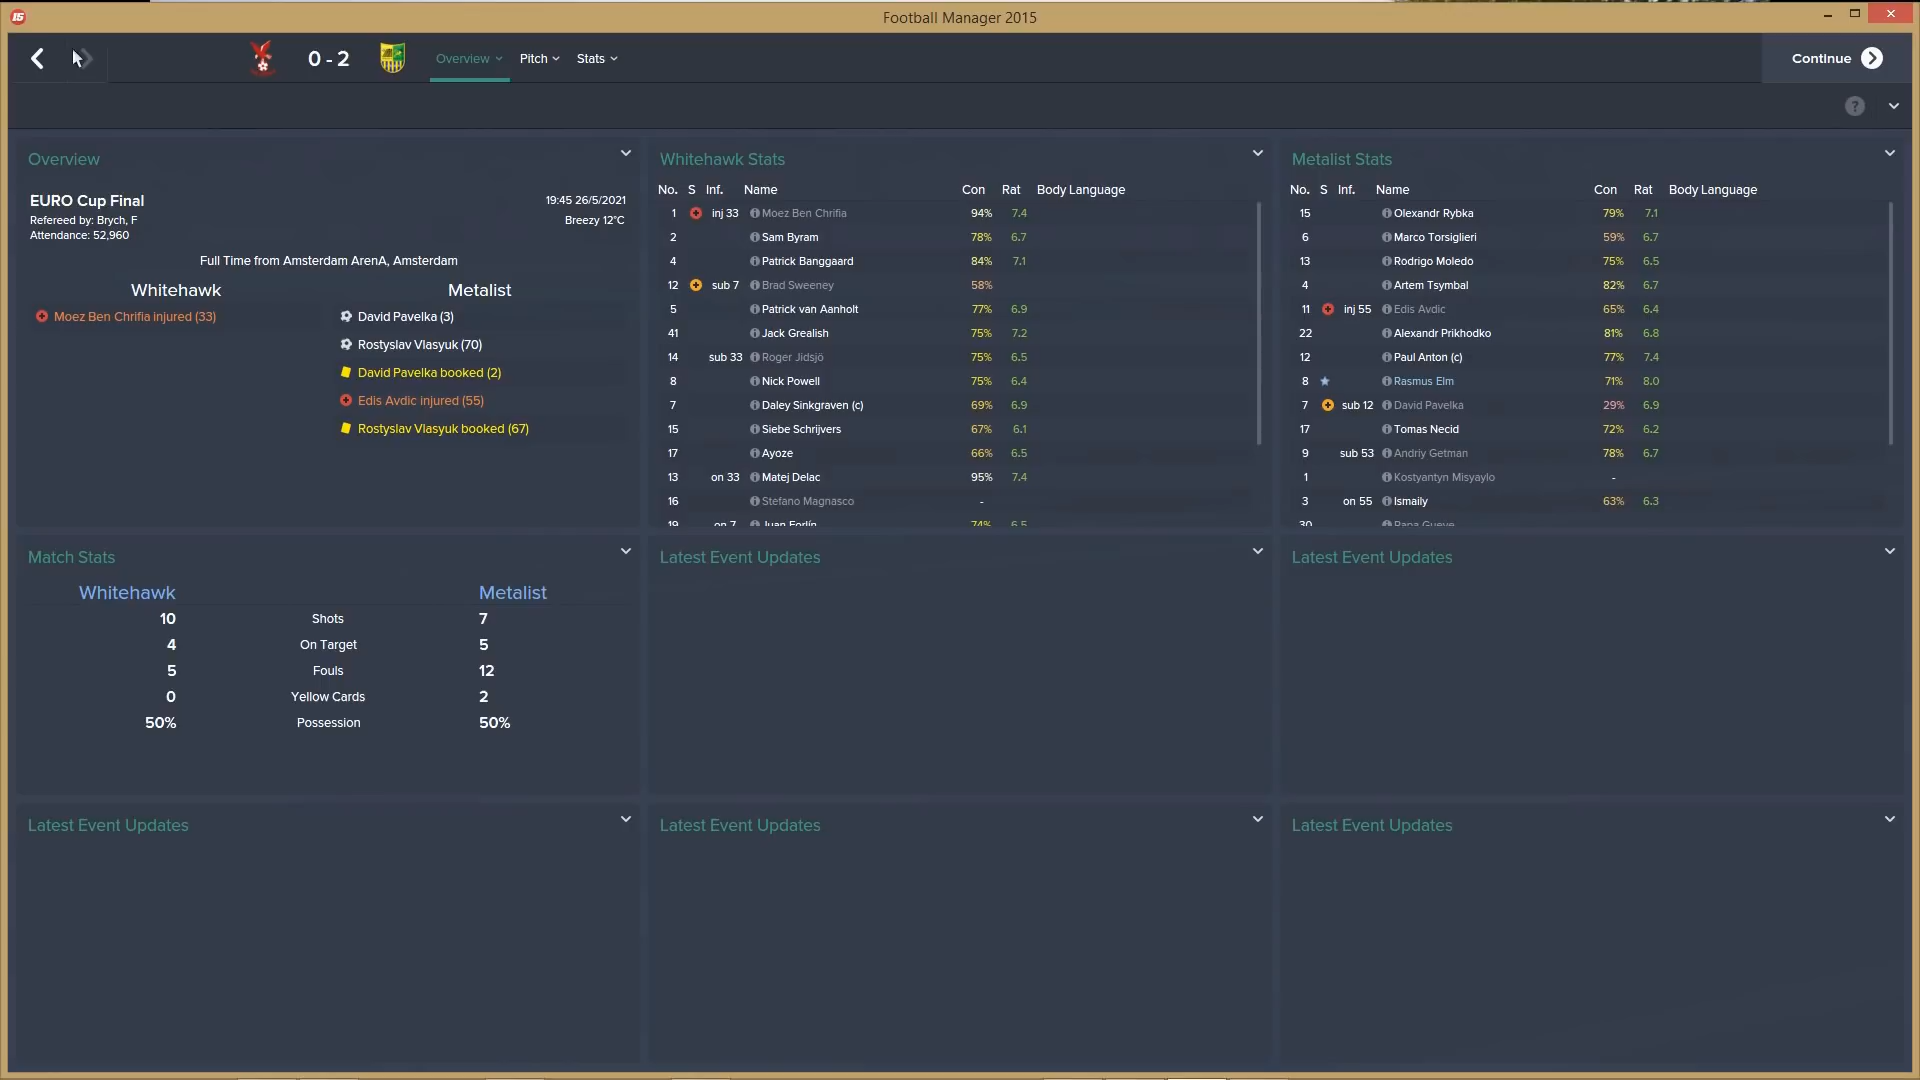 15
Football Manager 2015
0 - 2
Overview
Pitch
Stats
Continue
?
Overview
EURO Cup Final
19:45 26/5/2021
Refereed by: Brych, F
Breezy 12°C
Attendance: 52,960
Full Time from Amsterdam ArenA, Amsterdam
Whitehawk Metalist
Moez Ben Chrifia injured (33)
David Pavelka (3)
Rostyslav Vlasyuk (70)
David Pavelka booked (2)
Edis Avdic injured (55)
Rostyslav Vlasyuk booked (67)
Whitehawk Stats
No. S Inf. Name Con Rat Body Language
1 inj 33 Moez Ben Chrifia 94% 7.4
2 Sam Byram 78% 6.7
4 Patrick Banggaard 84% 7.1
12 sub 7 Brad Sweeney 58%
5 Patrick van Aanholt 77% 6.9
41 Jack Grealish 75% 7.2
14 sub 33 Roger Jidsjö 75% 6.5
8 Nick Powell 75% 6.4
7 Daley Sinkgraven (c) 69% 6.9
15 Siebe Schrijvers 67% 6.1
17 Ayoze 66% 6.5
13 on 33 Matej Delac 95% 7.4
16 Stefano Magnasco -
19 on 7 Juan Forlín 74% 6.5
Metalist Stats
No. S Inf. Name Con Rat Body Language
15 Olexandr Rybka 79% 7.1
6 Marco Torsiglieri 59% 6.7
13 Rodrigo Moledo 75% 6.5
4 Artem Tsymbal 82% 6.7
11 inj 55 Edis Avdic 65% 6.4
22 Alexandr Prikhodko 81% 6.8
12 Paul Anton (c) 77% 7.4
8 Rasmus Elm 71% 8.0
7 sub 12 David Pavelka 29% 6.9
17 Tomas Necid 72% 6.2
9 sub 53 Andriy Getman 78% 6.7
1 Kostyantyn Misyaylo -
3 on 55 Ismaily 63% 6.3
30 Papa Gueye
Match Stats
Whitehawk Metalist
10 Shots 7
4 On Target 5
5 Fouls 12
0 Yellow Cards 2
50% Possession 50%
Latest Event Updates
Latest Event Updates
Latest Event Updates
Latest Event Updates
Latest Event Updates